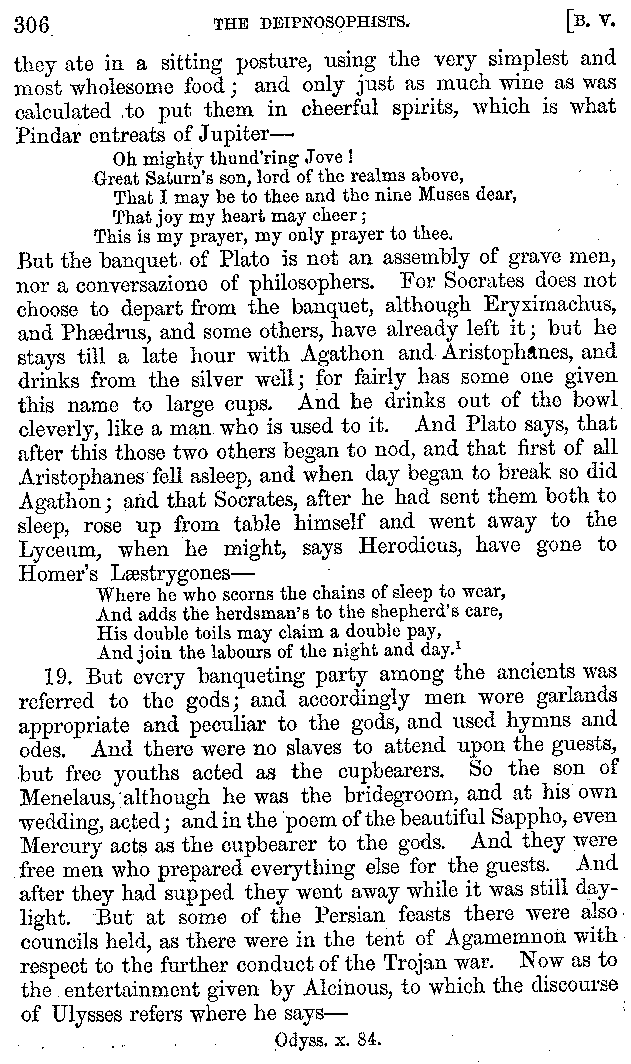 306 THE DEIPNOSOPHISTS. [B. V.
they ate in a sitting posture, using the very simplest and
most wholesome food; and only just as much wine as was
calculated to put them in cheerful spirits, which is what
Pindar entreats of Jupiter—
Oh mighty thund'ring Jove!
Great Saturn's son, lord of the realms above,
That I may be to thee and the nine Muses dear,
That joy my heart may cheer;
This is my prayer, my only prayer to thee.
But the banquet of Plato is not an assembly of grave men,
nor a conversazione of philosophers. For Socrates does not
choose to depart from the banquet, although Eryximachus,
and Phædrus, and some others, have already left it; but he
stays till a late hour with Agathon and Aristophanes, and
drinks from the silver well; for fairly has some one given
this name to large cups. And he drinks out of the bowl
cleverly, like a man who is used to it. And Plato says, that
after this those two others began to nod, and that first of all
Aristophanes fell asleep, and when day began to break so did
Agathon; and that Socrates, after he had sent them both to
sleep, rose up from table himself and went away to the
Lyceum, when he might, says Herodicus, have gone to
Homer's Læstrygones—
Where he who scorns the chains of sleep to wear,
And adds the herdsman's to the shepherd's care,
His double toils may claim a double pay,
And join the labours of the night and day.¹
19. But every banqueting party among the ancients was
referred to the gods; and accordingly men wore garlands
appropriate and peculiar to the gods, and used hymns and
odes. And there were no slaves to attend upon the guests,
but free youths acted as the cupbearers. So the son of
Menelaus, although he was the bridegroom, and at his own
wedding, acted; and in the poem of the beautiful Sappho, even
Mercury acts as the cupbearer to the gods. And they were
free men who prepared everything else for the guests. And
after they had supped they went away while it was still day-
light. But at some of the Persian feasts there were also
councils held, as there were in the tent of Agamemnon with
respect to the further conduct of the Trojan war. Now as to
the entertainment given by Alcinous, to which the discourse
of Ulysses refers where he says—
Odyss. x. 84.